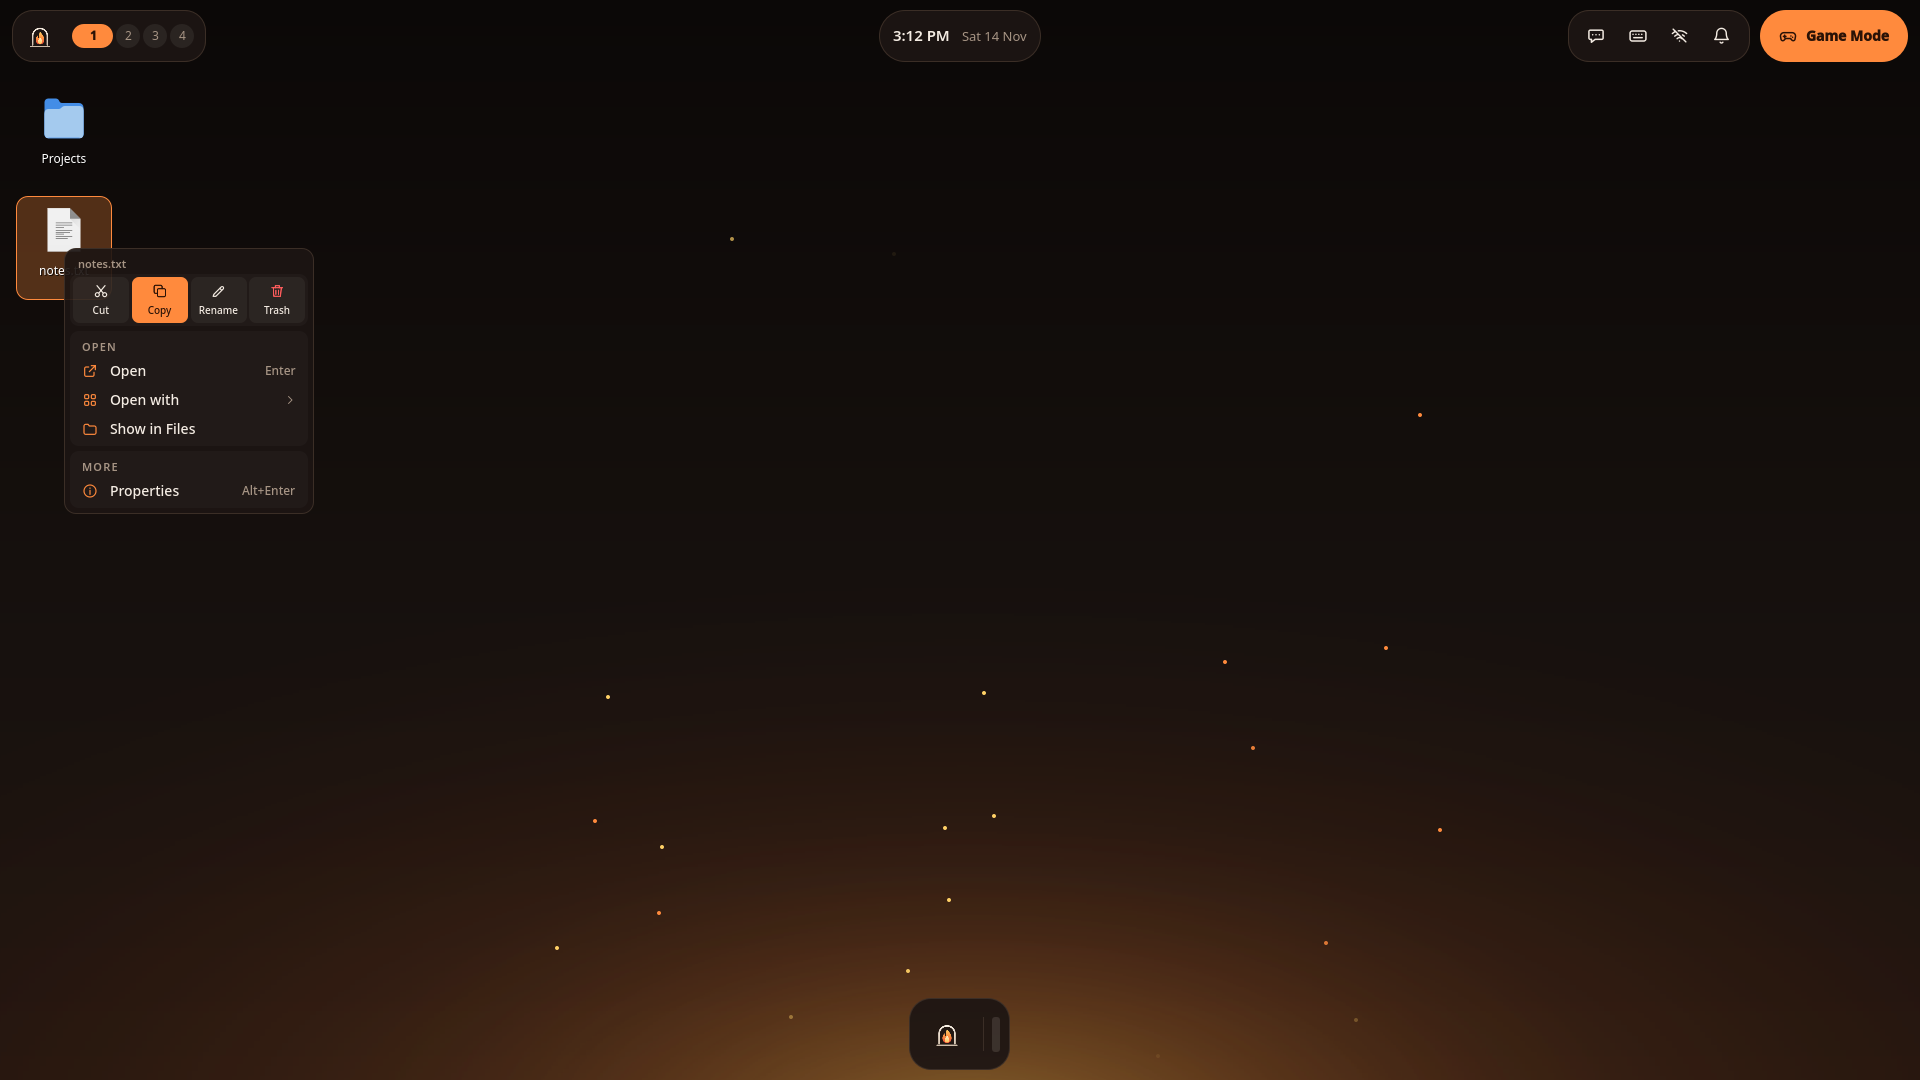 1 2 3 4
3:12 PM Sat 14 Nov
Game Mode
Projects
note
notes.txt
Cut Copy Rename Trash
OPEN
Open Enter
Open with
Show in Files
MORE
Properties Alt+Enter